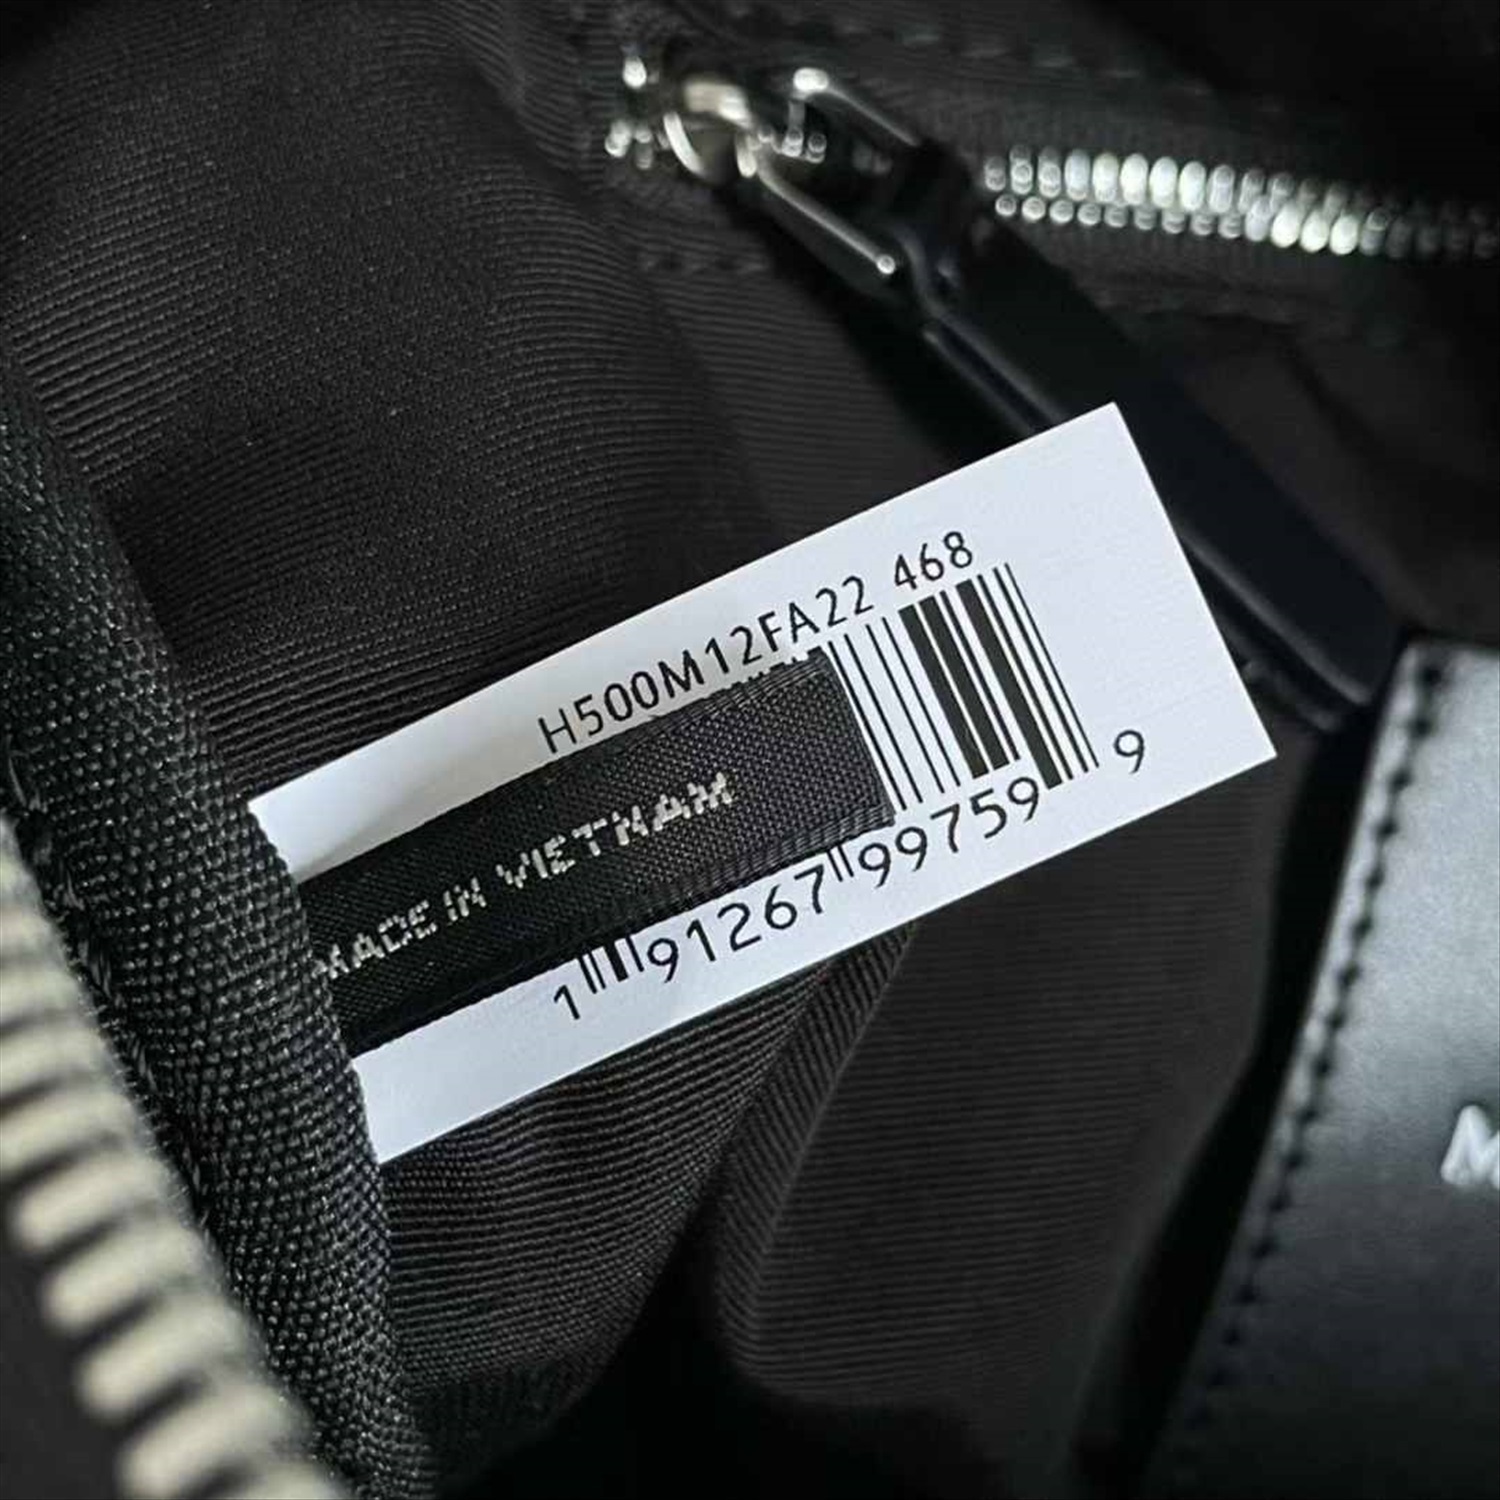 H500M12FA22 468
MADE IN VIETNAM
1 91267 99759 9
M